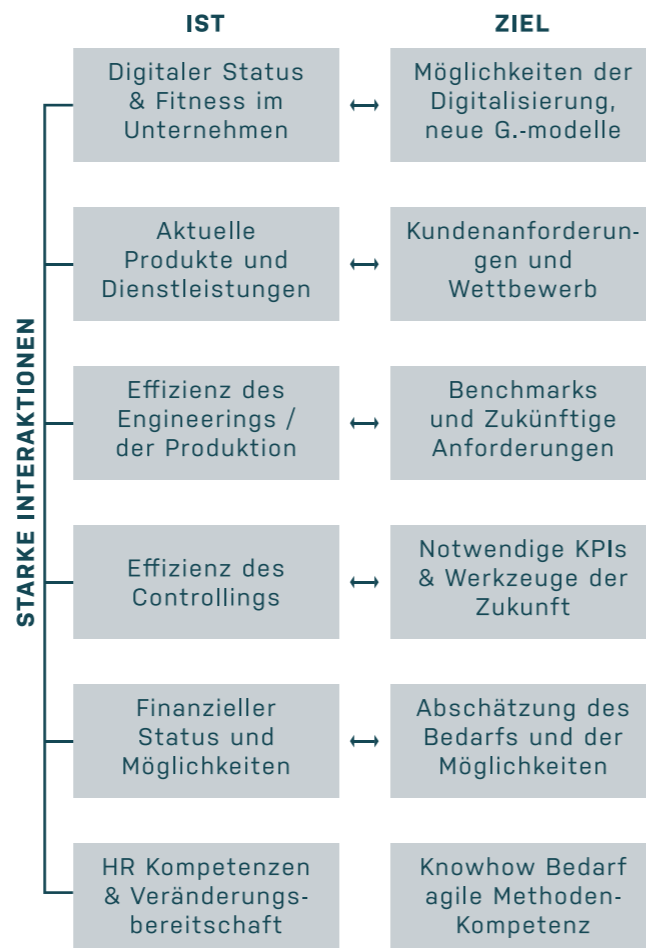 IST
ZIEL
Digitaler Status
& Fitness im
Unternehmen
Möglichkeiten der
Digitalisierung,
neue G.-modelle
Aktuelle
Produkte und
Dienstleistungen
Kundenanforderun-
gen und
Wettbewerb
Effizienz des
Engineerings /
der Produktion
Benchmarks
und Zukünftige
Anforderungen
Effizienz des
Controllings
Notwendige KPIs
& Werkzeuge der
Zukunft
Finanzieller
Status und
Möglichkeiten
Abschätzung des
Bedarfs und der
Möglichkeiten
HR Kompetenzen
& Veränderungs-
bereitschaft
Knowhow Bedarf
agile Methoden-
Kompetenz
STARKE INTERAKTIONEN